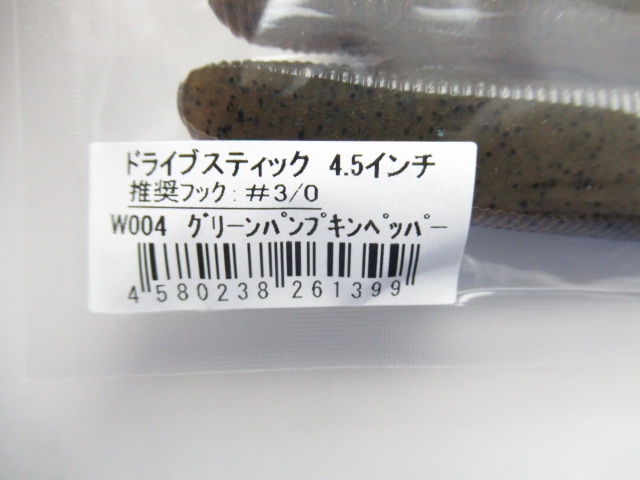 ドライブスティック 4.5インチ
推奨フック:#3/0
W004 グリーンパンプキンペッパー
4 580238 261399